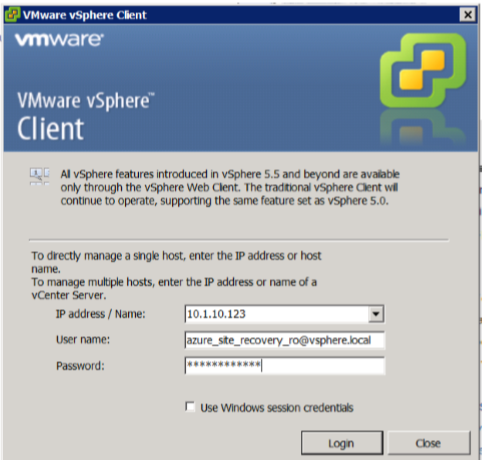 VMware vSphere Client
vmware®
VMware vSphere™
Client
All vSphere features introduced in vSphere 5.5 and beyond are available
only through the vSphere Web Client. The traditional vSphere Client will
continue to operate, supporting the same feature set as vSphere 5.0.
To directly manage a single host, enter the IP address or host
name.
To manage multiple hosts, enter the IP address or name of a
vCenter Server.
IP address / Name: 10.1.10.123
User name: azure_site_recovery_ro@vsphere.local
Password: ************
Use Windows session credentials
Login Close